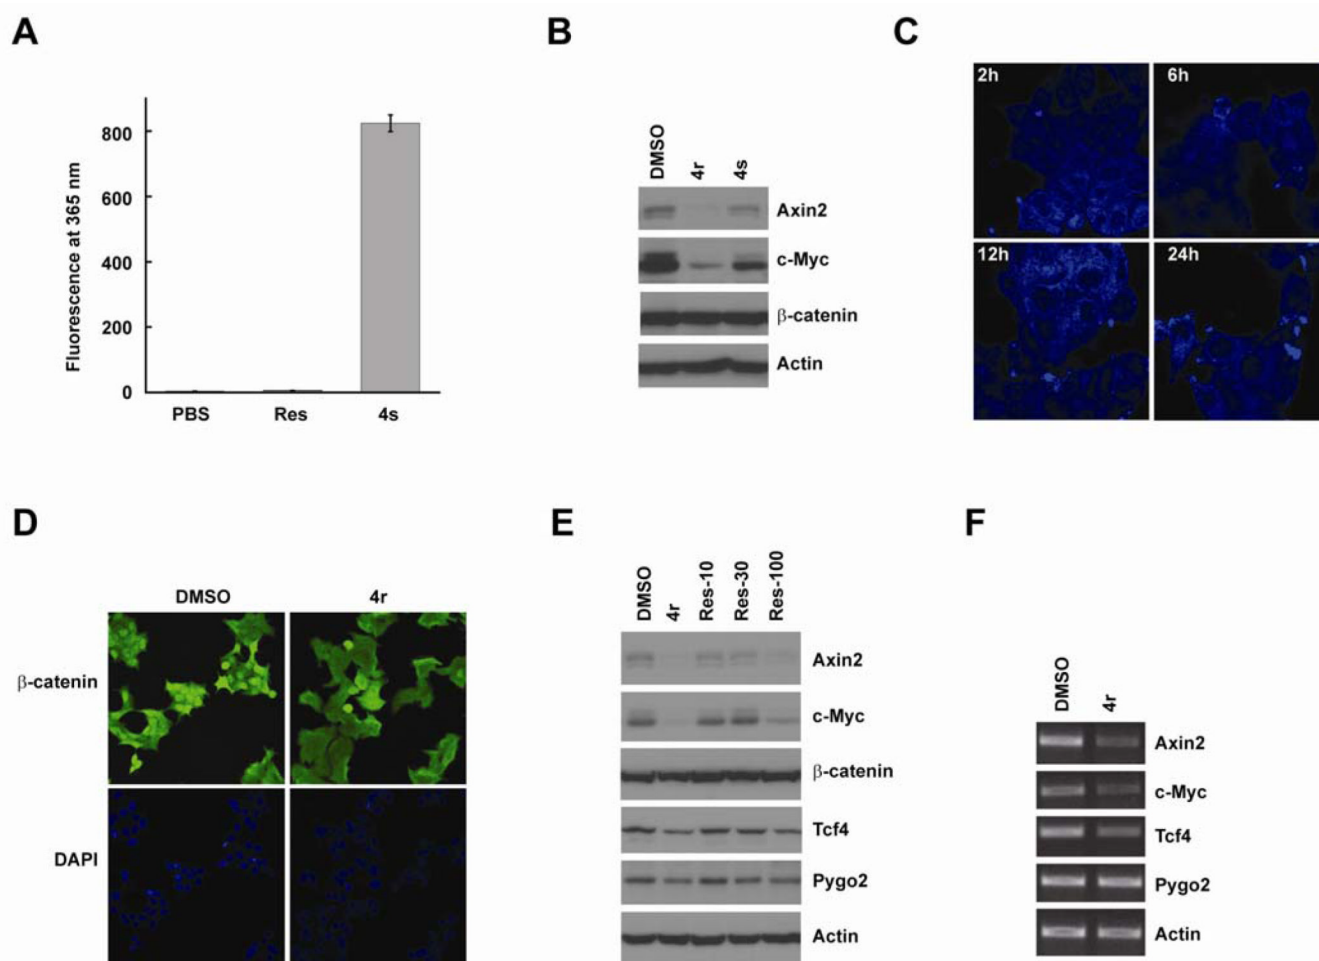 A
Fluorescence at 365 nm
800
600
400
200
0
PBS Res 4s
B
DMSO 4r 4s
Axin2
c-Myc
β-catenin
Actin
C
2h 6h
12h 24h
D
DMSO 4r
β-catenin
DAPI
E
DMSO 4r Res-10 Res-30 Res-100
Axin2
c-Myc
β-catenin
Tcf4
Pygo2
Actin
F
DMSO 4r
Axin2
c-Myc
Tcf4
Pygo2
Actin